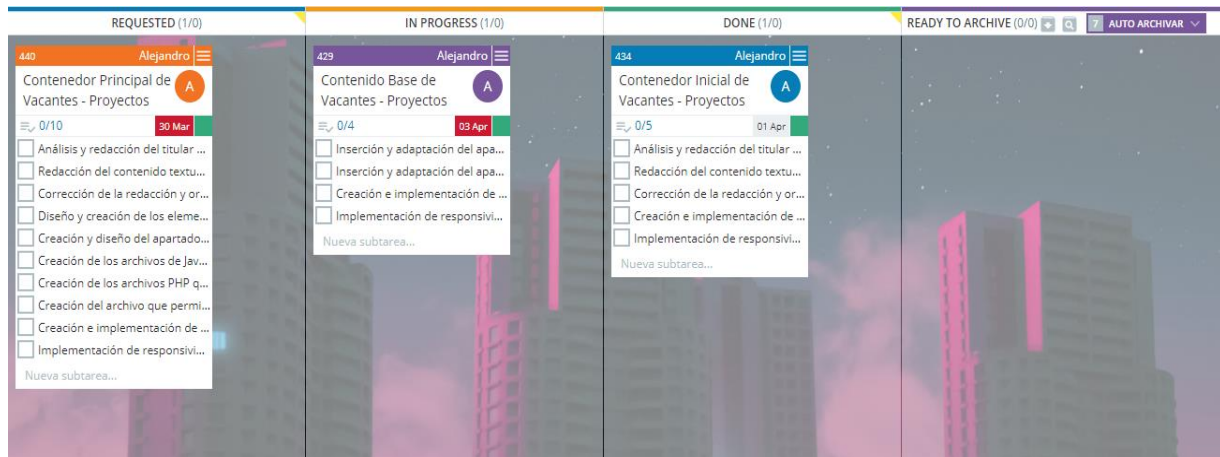 REQUESTED (1/0)
IN PROGRESS (1/0)
DONE (1/0)
READY TO ARCHIVE (0/0)
7 AUTO ARCHIVAR
440 Alejandro
Contenedor Principal de
Vacantes - Proyectos
A
0/10 30 Mar
Análisis y redacción del titular ...
Redacción del contenido textu...
Corrección de la redacción y or...
Diseño y creación de los eleme...
Creación y diseño del apartado...
Creación de los archivos de Jav...
Creación de los archivos PHP q...
Creación del archivo que permi...
Creación e implementación de ...
Implementación de responsivi...
Nueva subtarea...
429 Alejandro
Contenido Base de
Vacantes - Proyectos
A
0/4 03 Apr
Inserción y adaptación del apa...
Inserción y adaptación del apa...
Creación e implementación de ...
Implementación de responsivi...
Nueva subtarea...
434 Alejandro
Contenedor Inicial de
Vacantes - Proyectos
A
0/5 01 Apr
Análisis y redacción del titular ...
Redacción del contenido textu...
Corrección de la redacción y or...
Creación e implementación de ...
Implementación de responsivi...
Nueva subtarea...